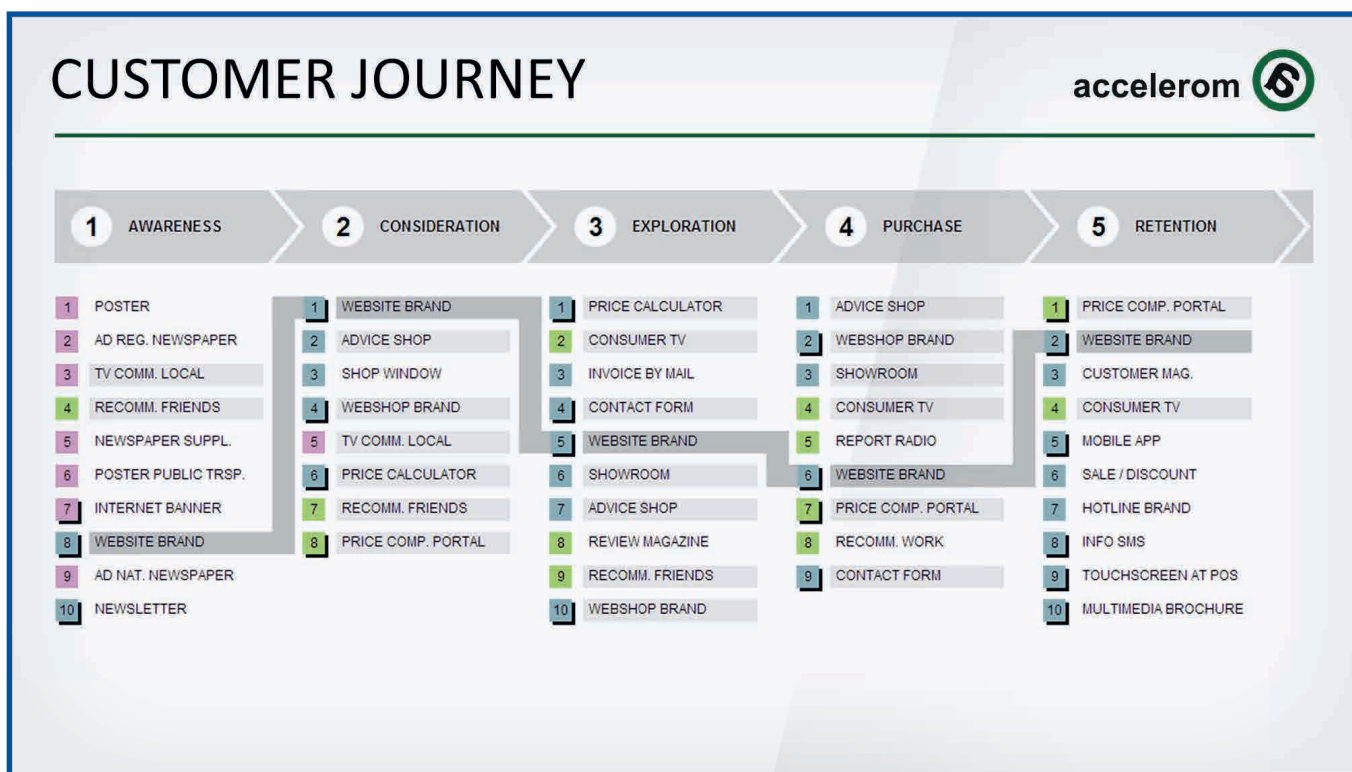 CUSTOMER JOURNEY
accelerom
1 AWARENESS
2 CONSIDERATION
3 EXPLORATION
4 PURCHASE
5 RETENTION
1 POSTER
2 AD REG. NEWSPAPER
3 TV COMM. LOCAL
4 RECOMM. FRIENDS
5 NEWSPAPER SUPPL.
6 POSTER PUBLIC TRSP.
7 INTERNET BANNER
8 WEBSITE BRAND
9 AD NAT. NEWSPAPER
10 NEWSLETTER
1 WEBSITE BRAND
2 ADVICE SHOP
3 SHOP WINDOW
4 WEBSHOP BRAND
5 TV COMM. LOCAL
6 PRICE CALCULATOR
7 RECOMM. FRIENDS
8 PRICE COMP. PORTAL
1 PRICE CALCULATOR
2 CONSUMER TV
3 INVOICE BY MAIL
4 CONTACT FORM
5 WEBSITE BRAND
6 SHOWROOM
7 ADVICE SHOP
8 REVIEW MAGAZINE
9 RECOMM. FRIENDS
10 WEBSHOP BRAND
1 ADVICE SHOP
2 WEBSHOP BRAND
3 SHOWROOM
4 CONSUMER TV
5 REPORT RADIO
6 WEBSITE BRAND
7 PRICE COMP. PORTAL
8 RECOMM. WORK
9 CONTACT FORM
1 PRICE COMP. PORTAL
2 WEBSITE BRAND
3 CUSTOMER MAG.
4 CONSUMER TV
5 MOBILE APP
6 SALE / DISCOUNT
7 HOTLINE BRAND
8 INFO SMS
9 TOUCHSCREEN AT POS
10 MULTIMEDIA BROCHURE